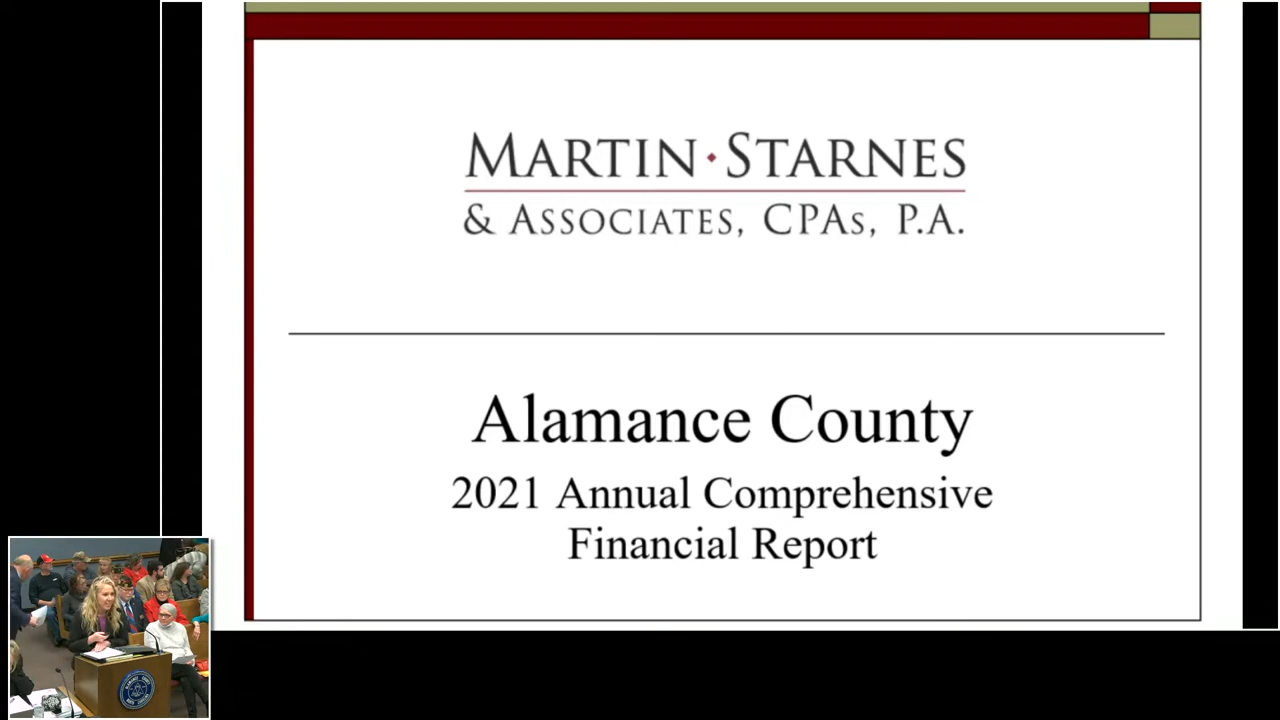 MARTIN · STARNES
& ASSOCIATES, CPAs, P.A.
Alamance County
2021 Annual Comprehensive
Financial Report